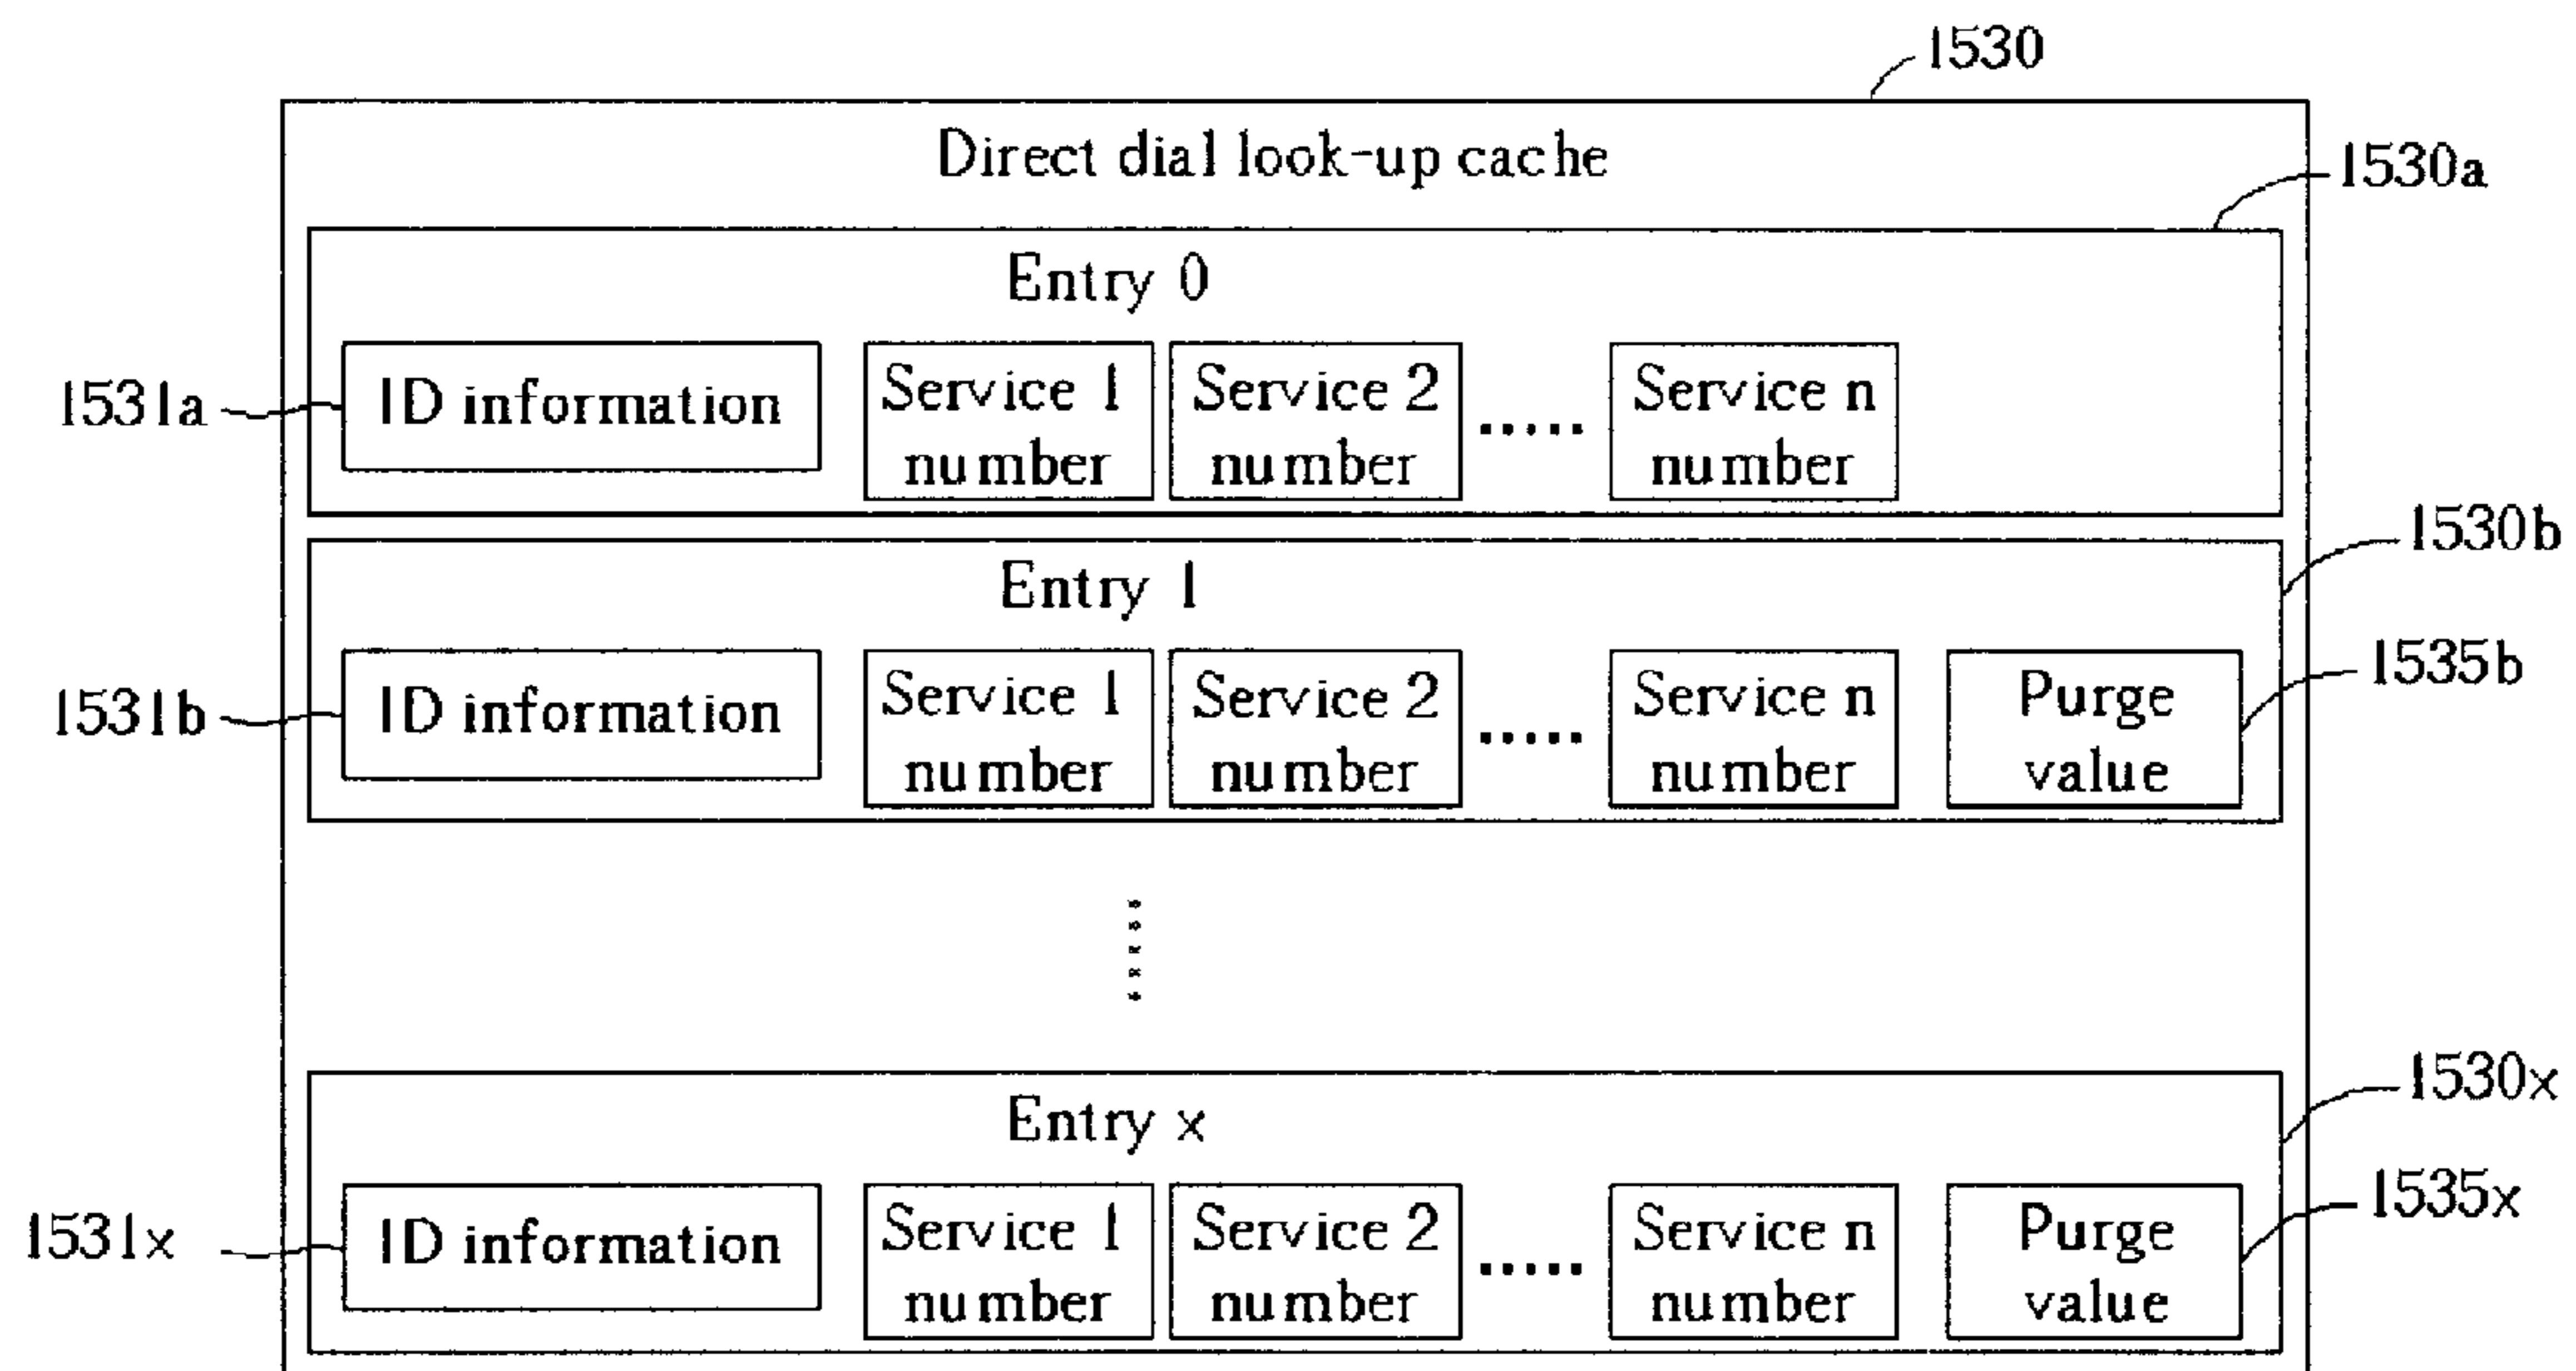 1530
Direct dial look-up cache
1530a
Entry 0
1531a
ID information
Service 1
number
Service 2
number
.....
Service n
number
1530b
Entry 1
1531b
ID information
Service 1
number
Service 2
number
.....
Service n
number
Purge
value
1535b
.....
1530x
Entry x
1531x
ID information
Service 1
number
Service 2
number
.....
Service n
number
Purge
value
1535x